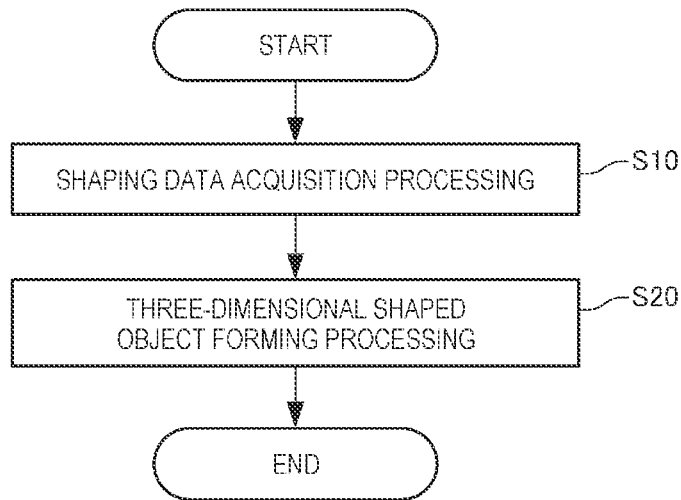 START
SHAPING DATA ACQUISITION PROCESSING
S10
THREE-DIMENSIONAL SHAPED
OBJECT FORMING PROCESSING
S20
END